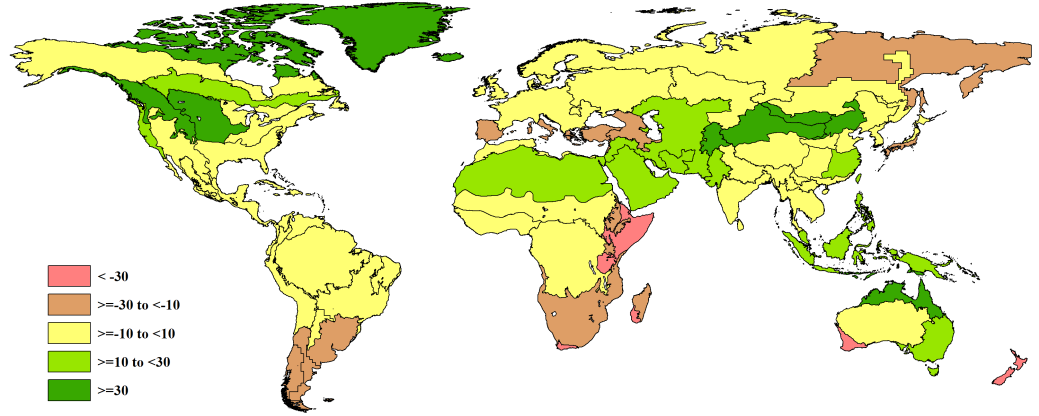 < -30
>=-30 to <-10
>=-10 to <10
>=10 to <30
>=30